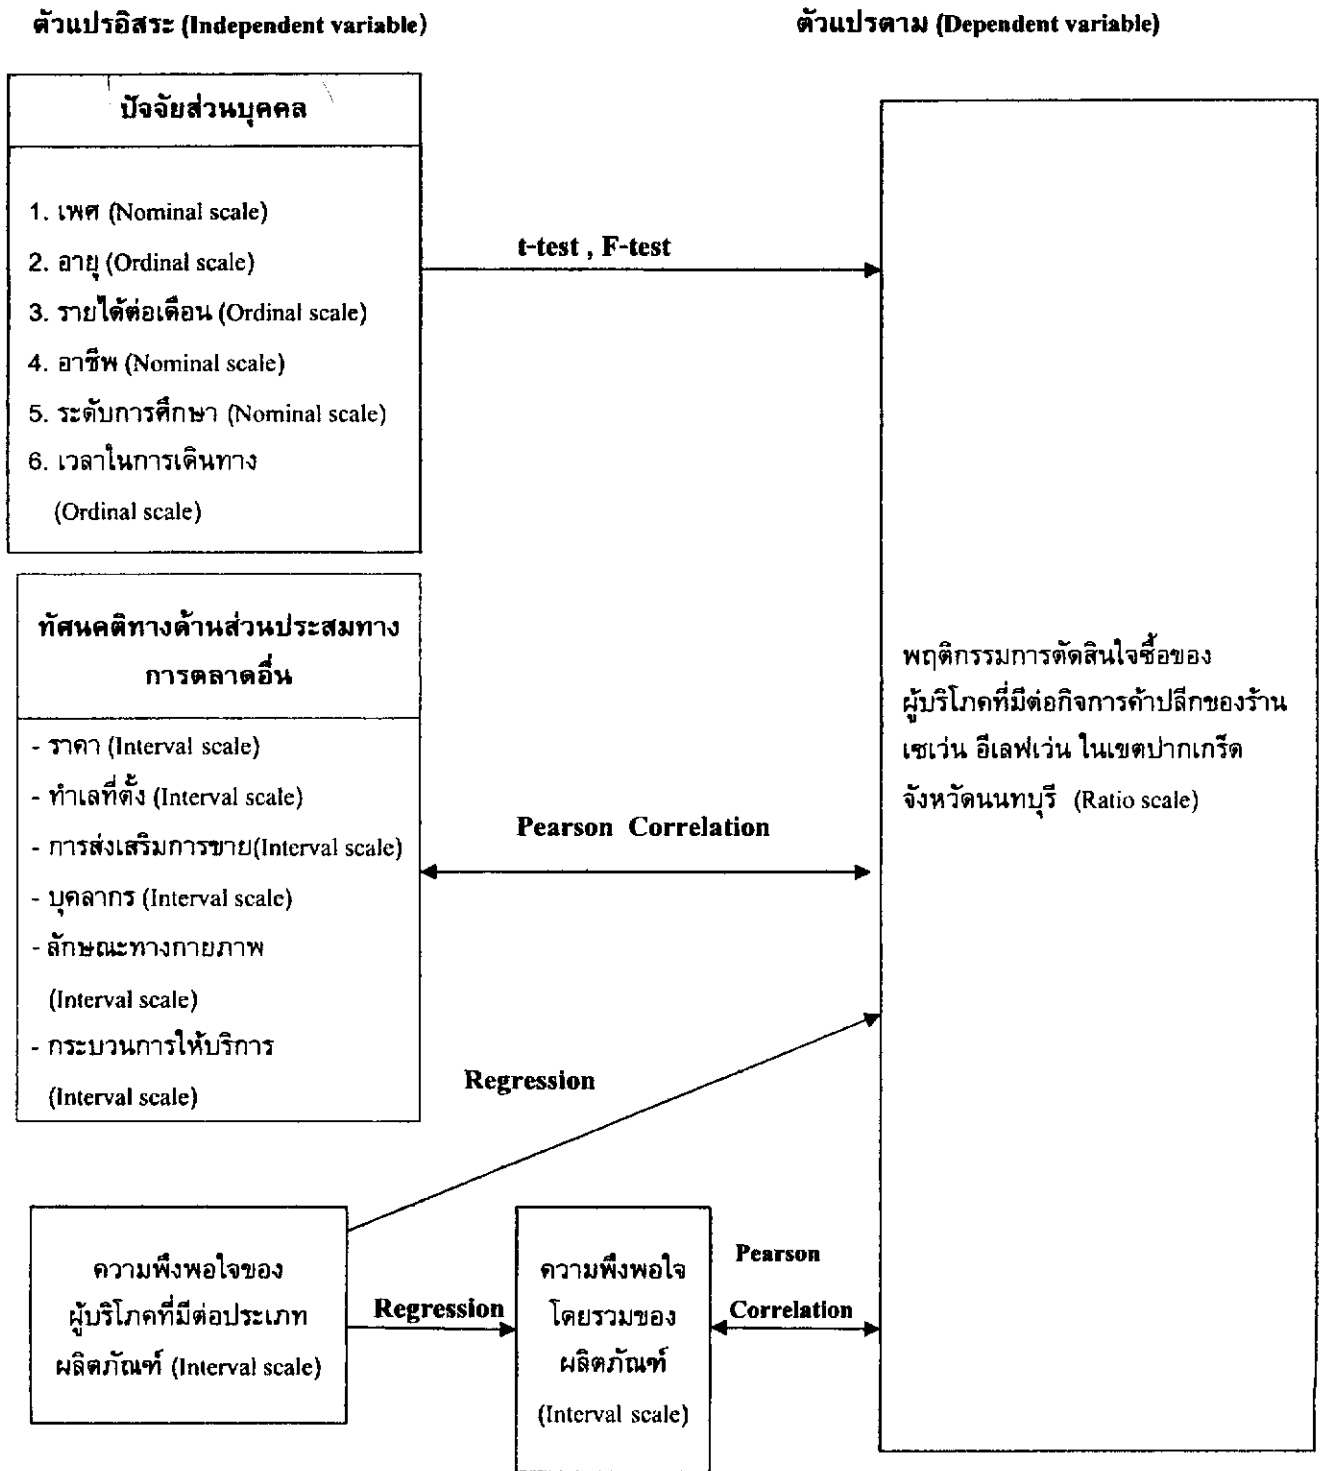 ตัวแปรอิสระ (Independent variable)
ตัวแปรตาม (Dependent variable)
ปัจจัยส่วนบุคคล
1. เพศ (Nominal scale)
2. อายุ (Ordinal scale)
3. รายได้ต่อเดือน (Ordinal scale)
4. อาชีพ (Nominal scale)
5. ระดับการศึกษา (Nominal scale)
6. เวลาในการเดินทาง
(Ordinal scale)
t-test , F-test
ทัศนคติทางด้านส่วนประสมทาง
การตลาดอื่น
- ราคา (Interval scale)
- ทำเลที่ตั้ง (Interval scale)
- การส่งเสริมการขาย(Interval scale)
- บุคลากร (Interval scale)
- ลักษณะทางกายภาพ
(Interval scale)
- กระบวนการให้บริการ
(Interval scale)
Pearson Correlation
พฤติกรรมการตัดสินใจซื้อของ
ผู้บริโภคที่มีต่อกิจการค้าปลีกของร้าน
เซเว่น อีเลฟเว่น ในเขตปากเกร็ด
จังหวัดนนทบุรี (Ratio scale)
Regression
ความพึงพอใจของ
ผู้บริโภคที่มีต่อประเภท
ผลิตภัณฑ์ (Interval scale)
Regression
ความพึงพอใจ
โดยรวมของ
ผลิตภัณฑ์
(Interval scale)
Pearson
Correlation